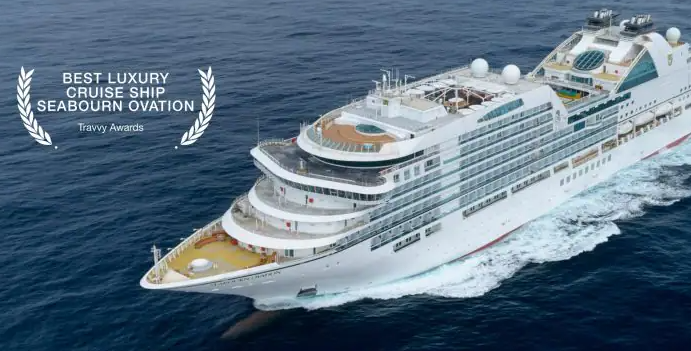 BEST LUXURY
CRUISE SHIP
SEABOURN OVATION
Travvy Awards